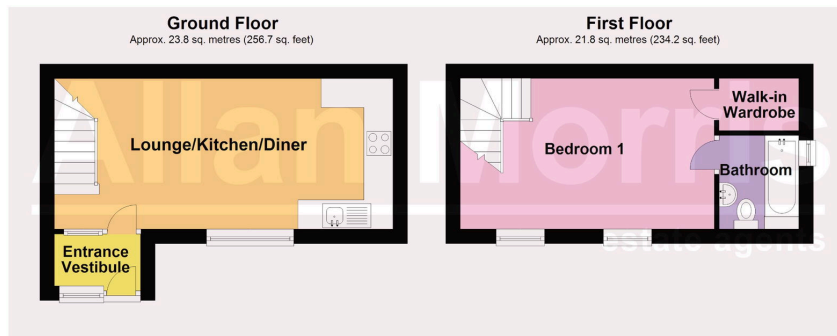 Ground Floor
Approx. 23.8 sq. metres (256.7 sq. feet)
First Floor
Approx. 21.8 sq. metres (234.2 sq. feet)
Allan Morris
estate agents
Lounge/Kitchen/Diner
Entrance
Vestibule
Walk-in
Wardrobe
Bedroom 1
Bathroom